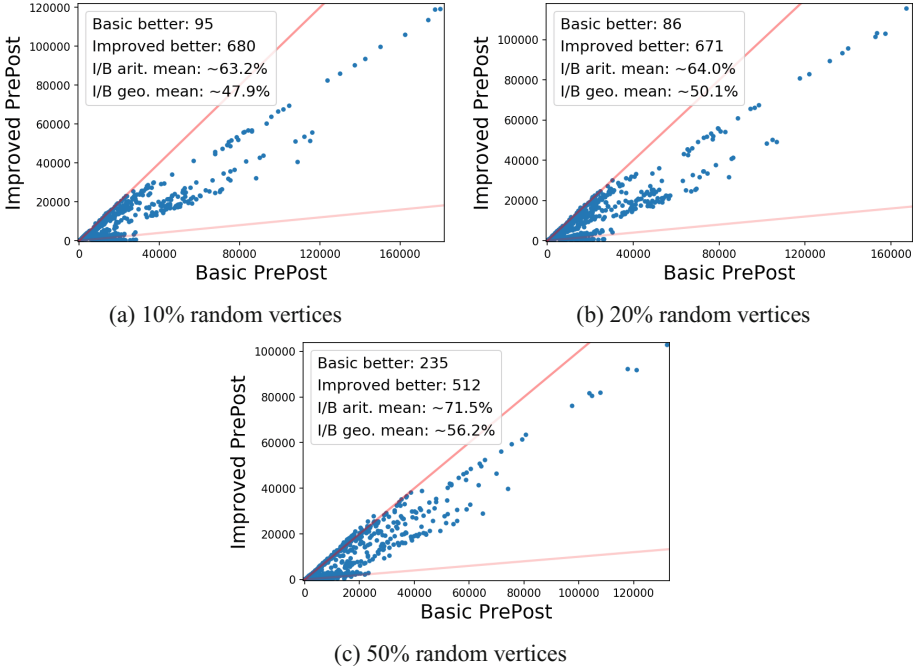 120000
100000
80000
60000
40000
20000
0
Improved PrePost
Basic better: 95
Improved better: 680
I/B arit. mean: ~63.2%
I/B geo. mean: ~47.9%
0 40000 80000 120000 160000
Basic PrePost
(a) 10% random vertices
100000
80000
60000
40000
20000
0
Improved PrePost
Basic better: 86
Improved better: 671
I/B arit. mean: ~64.0%
I/B geo. mean: ~50.1%
0 40000 80000 120000 160000
Basic PrePost
(b) 20% random vertices
100000
80000
60000
40000
20000
0
Improved PrePost
Basic better: 235
Improved better: 512
I/B arit. mean: ~71.5%
I/B geo. mean: ~56.2%
0 20000 40000 60000 80000 100000 120000
Basic PrePost
(c) 50% random vertices